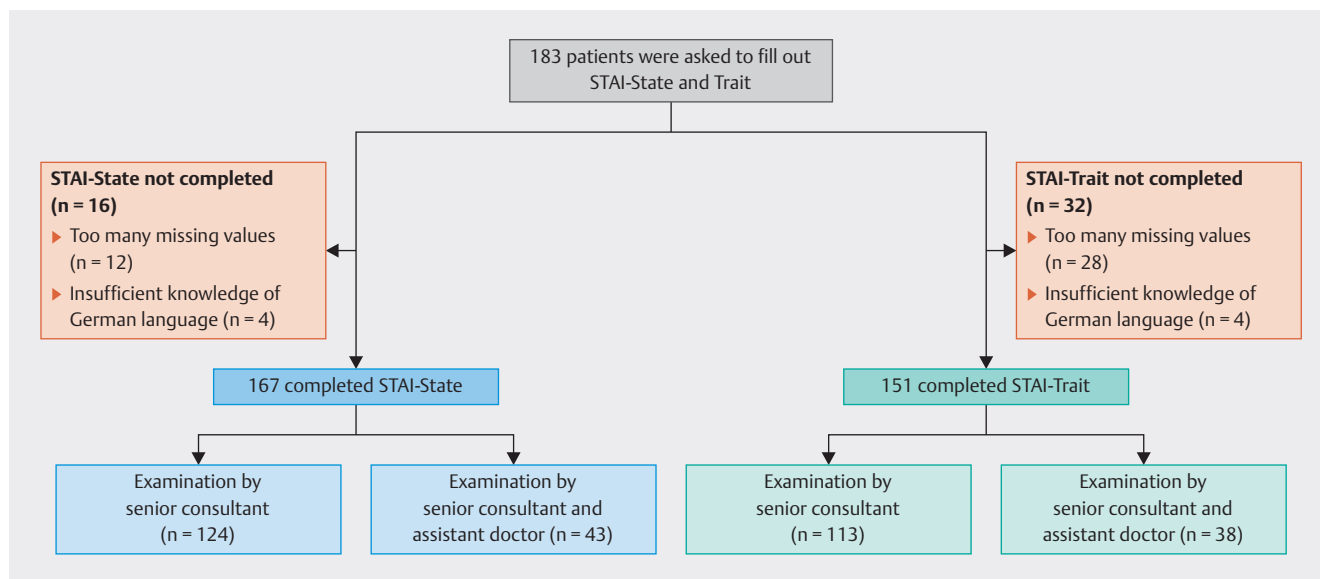 183 patients were asked to fill out
STAI-State and Trait
STAI-State not completed
(n = 16)
Too many missing values
(n = 12)
Insufficient knowledge of
German language (n = 4)
STAI-Trait not completed
(n = 32)
Too many missing values
(n = 28)
Insufficient knowledge of
German language (n = 4)
167 completed STAI-State
151 completed STAI-Trait
Examination by
senior consultant
(n = 124)
Examination by
senior consultant and
assistant doctor (n = 43)
Examination by
senior consultant
(n = 113)
Examination by
senior consultant and
assistant doctor (n = 38)